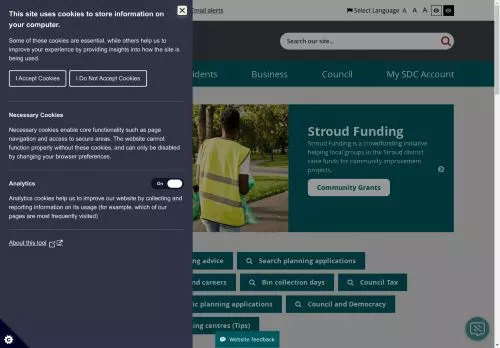 This site uses cookies to store information on your computer.
Email alerts
Select Language A A A
Some of these cookies are essential, while others help us to improve your experience by providing insights into how the site is being used.
Search our site...
I Accept Cookies
I Do Not Accept Cookies
Business
Council
My SDC Account
Necessary Cookies
Necessary cookies enable core functionality such as page navigation and access to secure areas. The website cannot function properly without these cookies, and can only be disabled by changing your browser preferences.
Stroud Funding
Stroud Funding is a crowdfunding initiative helping local groups in the Stroud district raise funds for community improvement projects.
Community Grants
Analytics
On
Analytics cookies help us to improve our website by collecting and reporting information on its usage (for example, which of our pages are most frequently visited)
About this tool
advice
Search planning applications
careers
Bin collection days
Council Tax
planning applications
Council and Democracy
centres (Tips)
Website feedback